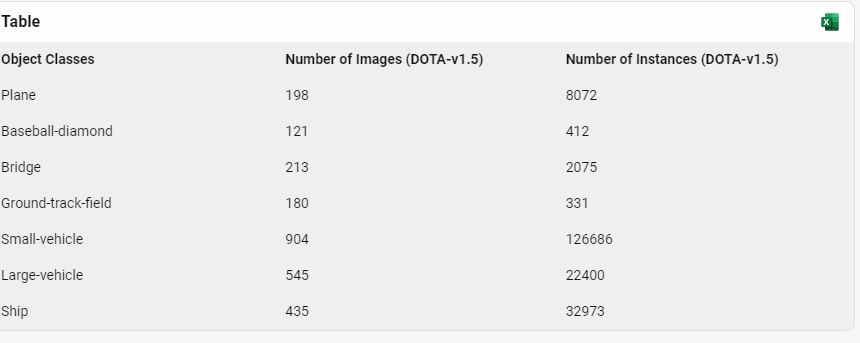 Table
Object Classes Number of Images (DOTA-v1.5) Number of Instances (DOTA-v1.5)
Plane 198 8072
Baseball-diamond 121 412
Bridge 213 2075
Ground-track-field 180 331
Small-vehicle 904 126686
Large-vehicle 545 22400
Ship 435 32973